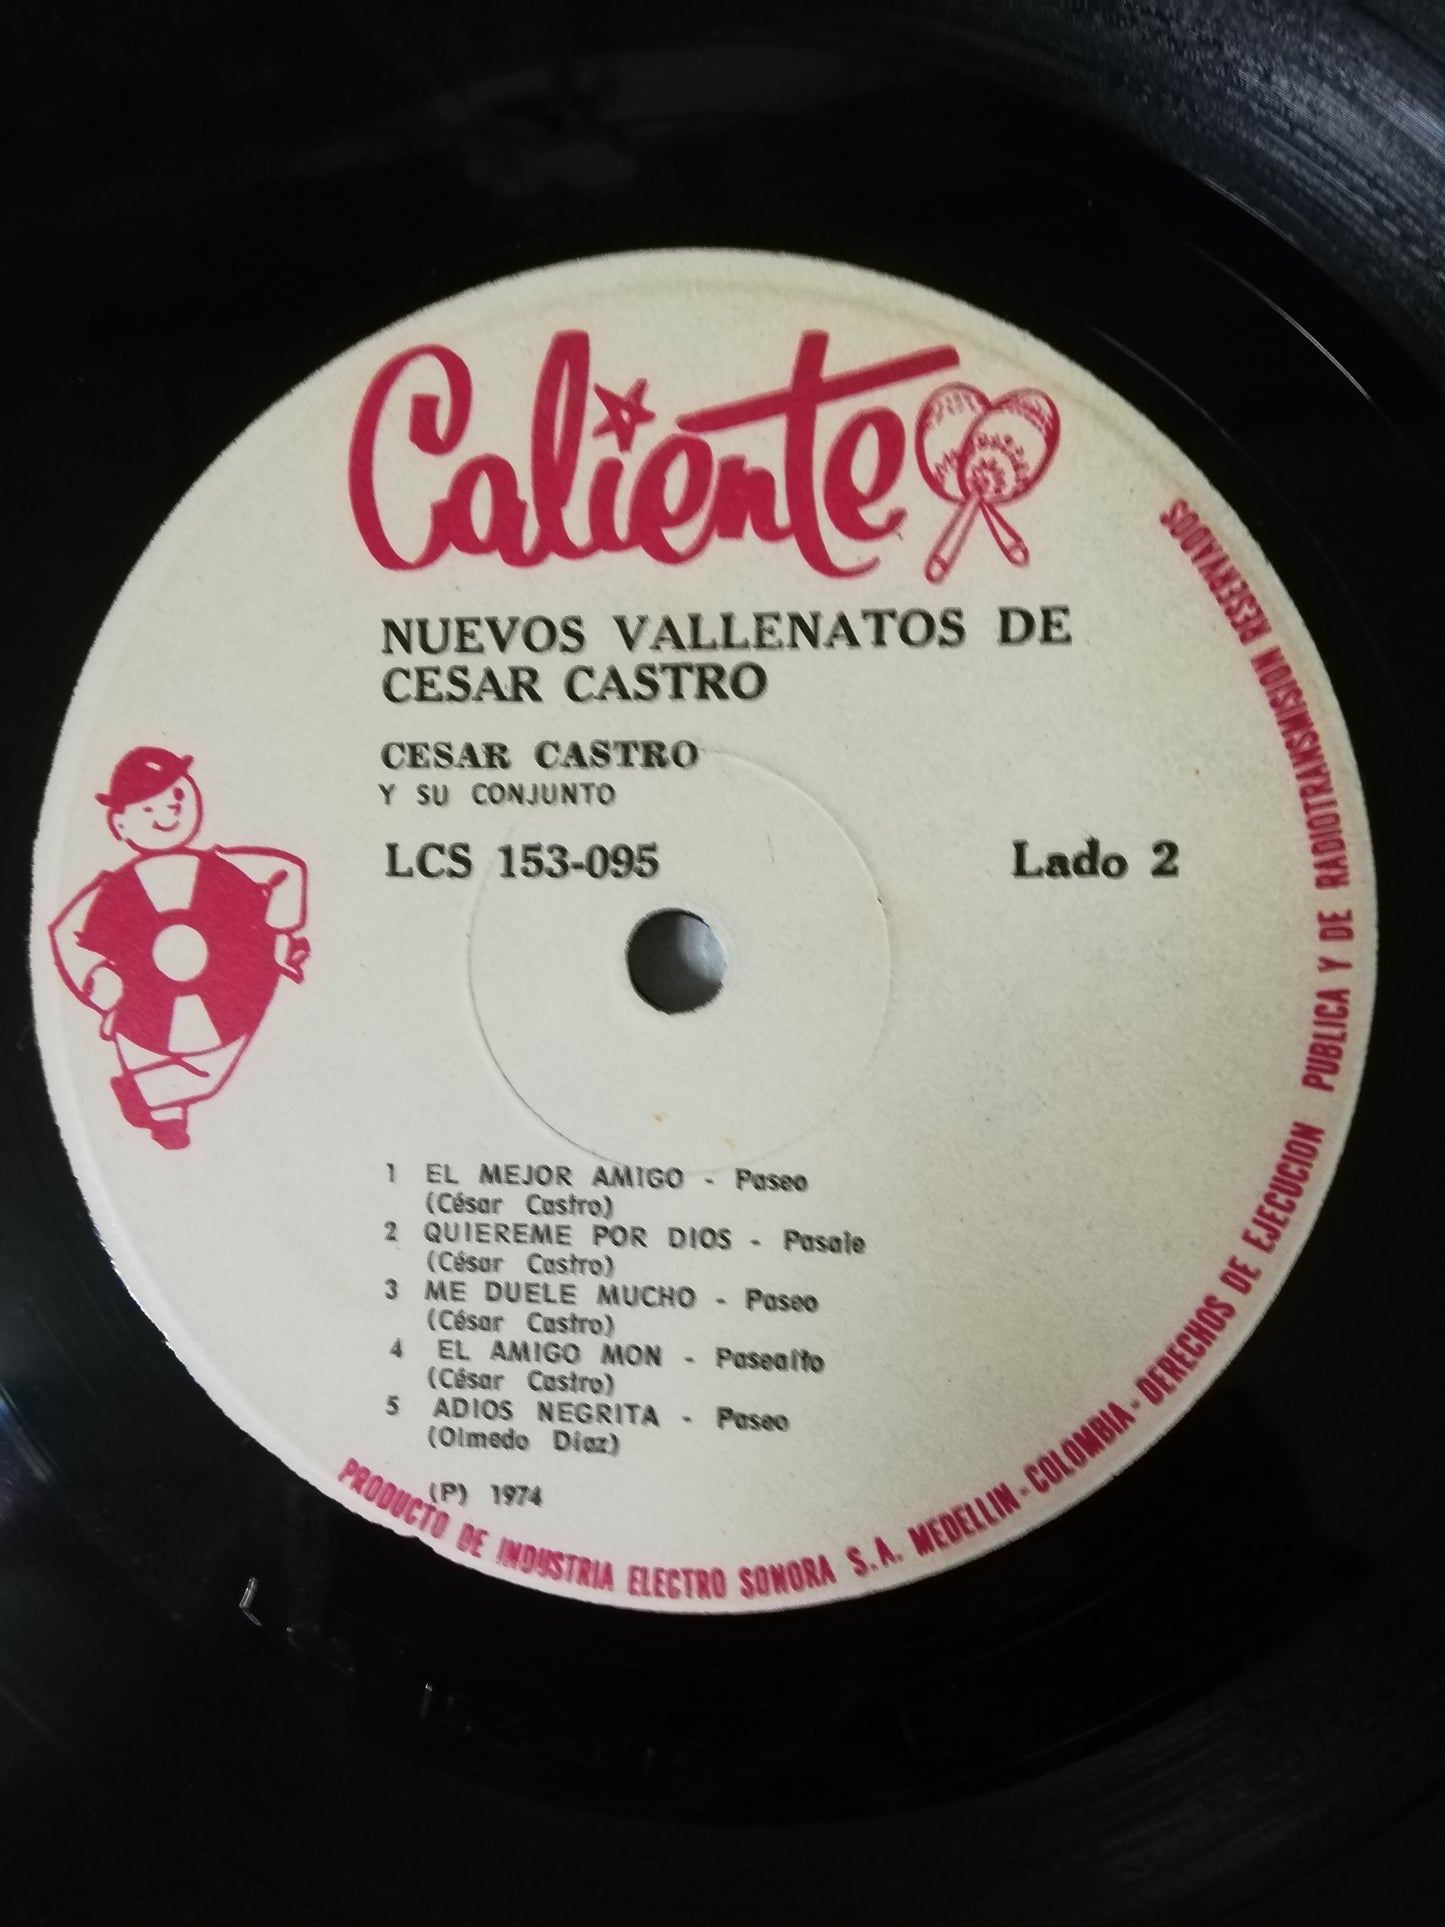 Caliente
NUEVOS VALLENATOS DE
CESAR CASTRO
CESAR CASTRO
Y SU CONJUNTO
LCS 153-095
Lado 2
1 EL MEJOR AMIGO - Paseo
(César Castro)
2 QUIEREME POR DIOS - Pasaie
(César Castro)
3 ME DUELE MUCHO - Paseo
(César Castro)
4 EL AMIGO MON - Paseaito
(César Castro)
5 ADIOS NEGRITA - Paseo
(Olmedo Díaz)
(P) 1974
PRODUCTO DE INDUSTRIA ELECTRO SONORA S.A. MEDELLIN - COLOMBIA - DERECHOS DE EJECUCION PUBLICA Y DE RADIOTRANSMISION RESERVADOS